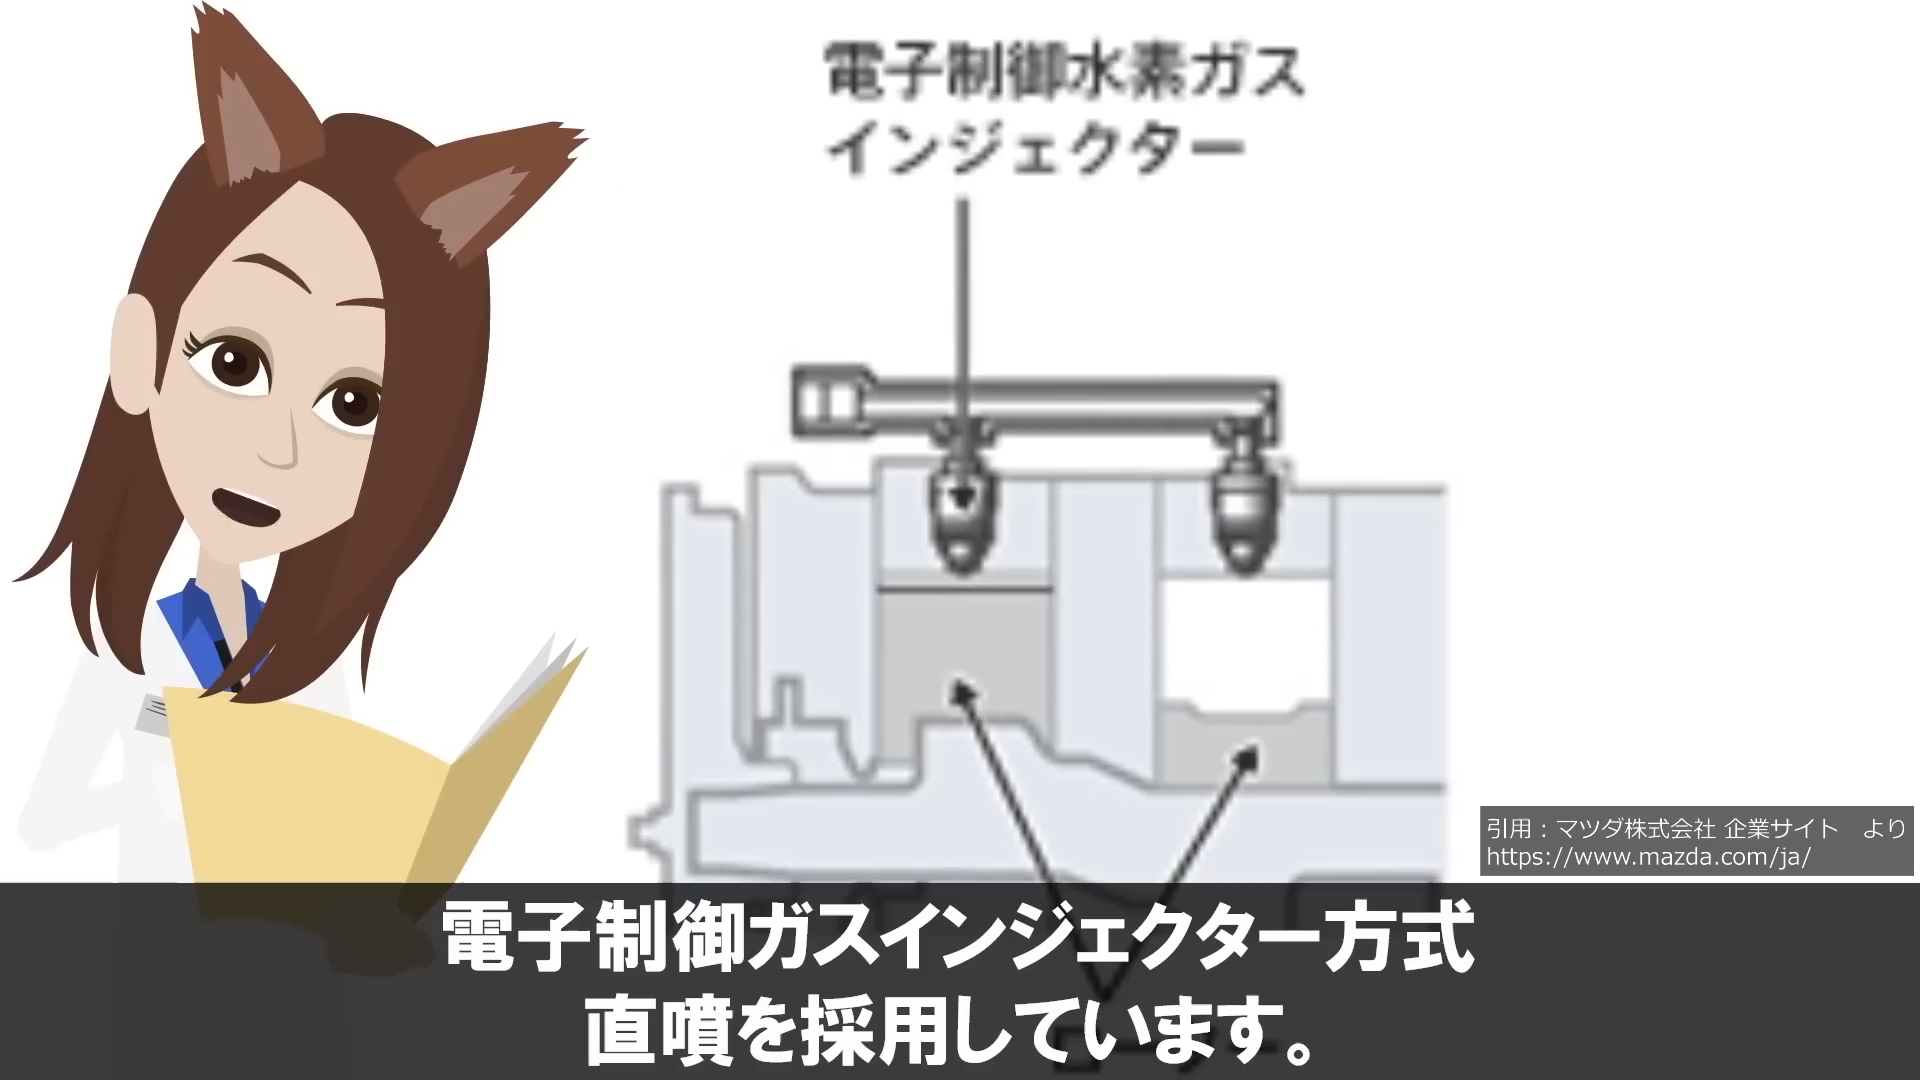 電子制御水素ガス
インジェクター
引用：マツダ株式会社 企業サイト　より
https://www.mazda.com/ja/
電子制御ガスインジェクター方式
直噴を採用しています。